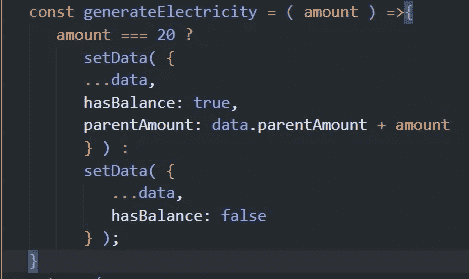 const generateElectricity = ( amount ) =>{
amount === 20 ?
setData( {
...data,
hasBalance: true,
parentAmount: data.parentAmount + amount
} ) :
setData( {
...data,
hasBalance: false
} );
}